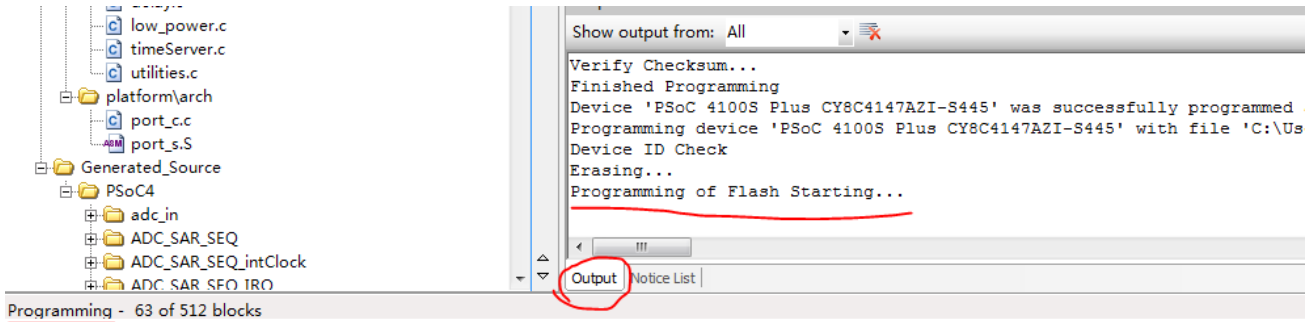 low_power.c
timeServer.c
utilities.c
platform\arch
port_c.c
port_s.S
Generated_Source
PSoC4
adc_in
ADC_SAR_SEQ
ADC_SAR_SEQ_intClock
ADC_SAR_SEQ_IRQ
Programming - 63 of 512 blocks
Show output from: All
Verify Checksum...
Finished Programming
Device 'PSoC 4100S Plus CY8C4147AZI-S445' was successfully programmed
Programming device 'PSoC 4100S Plus CY8C4147AZI-S445' with file 'C:\Us
Device ID Check
Erasing...
Programming of Flash Starting...
Output Notice List